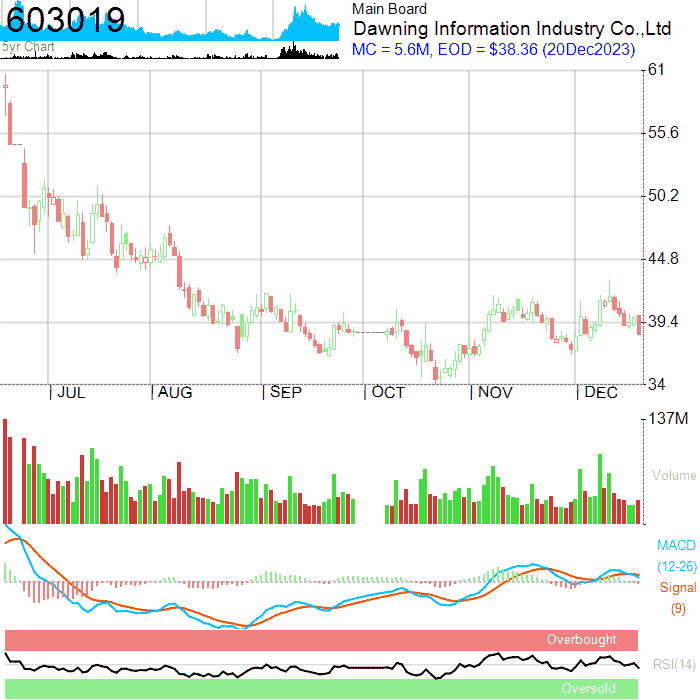 603019
5yr Chart
Main Board
Dawning Information Industry Co.,Ltd
MC = 5.6M, EOD = $38.36 (20Dec2023)
61
55.6
50.2
44.8
39.4
34
JUL AUG SEP OCT NOV DEC
137M
Volume
MACD
(12-26)
Signal
(9)
Overbought
RSI(14)
Oversold